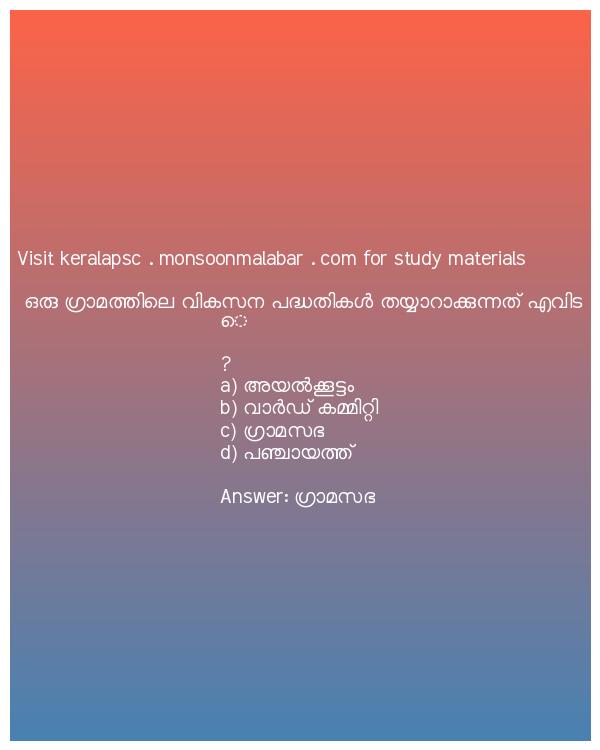 Visit keralapsc . monsoonmalabar . com for study materials
ഒരു ഗ്രാമത്തിലെ വികസന പദ്ധതികൾ തയ്യാറാക്കുന്നത് എവിട
െ
?
a) അയൽക്കൂട്ടം
b) വാർഡ് കമ്മിറ്റി
c) ഗ്രാമസഭ
d) പഞ്ചായത്ത്
Answer: ഗ്രാമസഭ